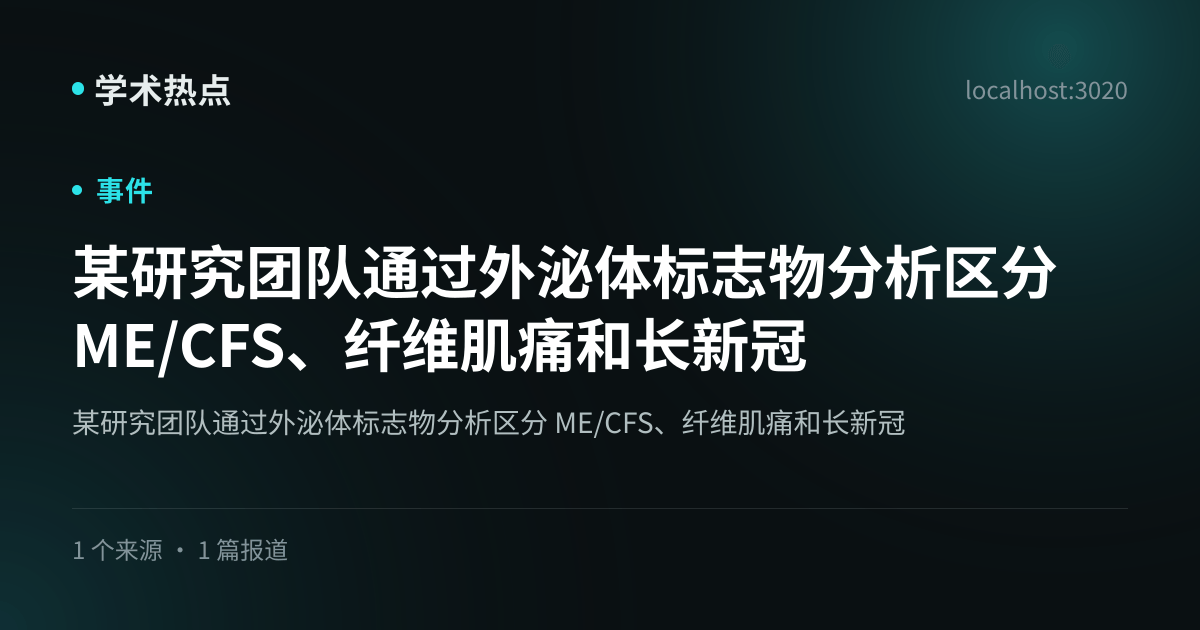 学术热点
localhost:3020
事件
某研究团队通过外泌体标志物分析区分
ME/CFS、纤维肌痛和长新冠
某研究团队通过外泌体标志物分析区分 ME/CFS、纤维肌痛和长新冠
1 个来源 · 1 篇报道